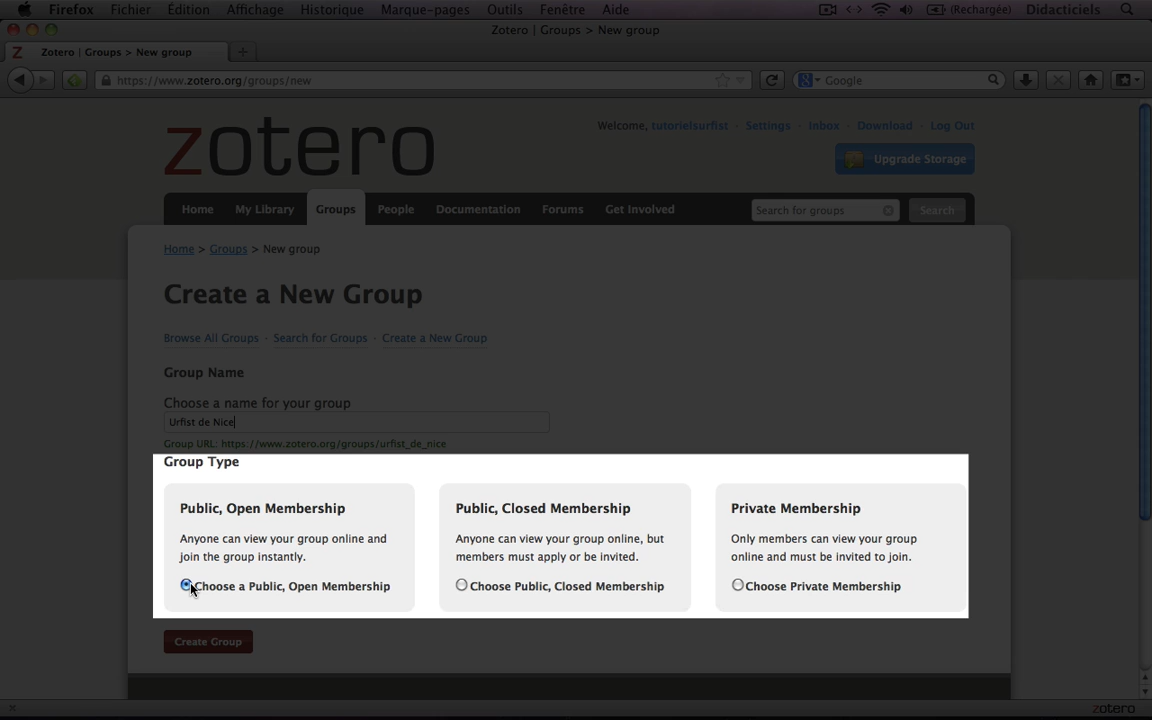 Firefox Fichier Édition Affichage Historique Marque-pages Outils Fenêtre Aide (Rechargée) Didacticiels
Zotero | Groups > New group
Z Zotero | Groups > New group +
https://www.zotero.org/groups/new Google
zotero
Welcome, tutorielsurfist · Settings · Inbox · Download · Log Out
Upgrade Storage
Home My Library Groups People Documentation Forums Get Involved Search for groups Search
Home > Groups > New group
Create a New Group
Browse All Groups · Search for Groups · Create a New Group
Group Name
Choose a name for your group
Urfist de Nice
Group URL: https://www.zotero.org/groups/urfist_de_nice
Group Type
Public, Open Membership
Anyone can view your group online and
join the group instantly.
Choose a Public, Open Membership
Public, Closed Membership
Anyone can view your group online, but
members must apply or be invited.
Choose Public, Closed Membership
Private Membership
Only members can view your group
online and must be invited to join.
Choose Private Membership
Create Group
zotero